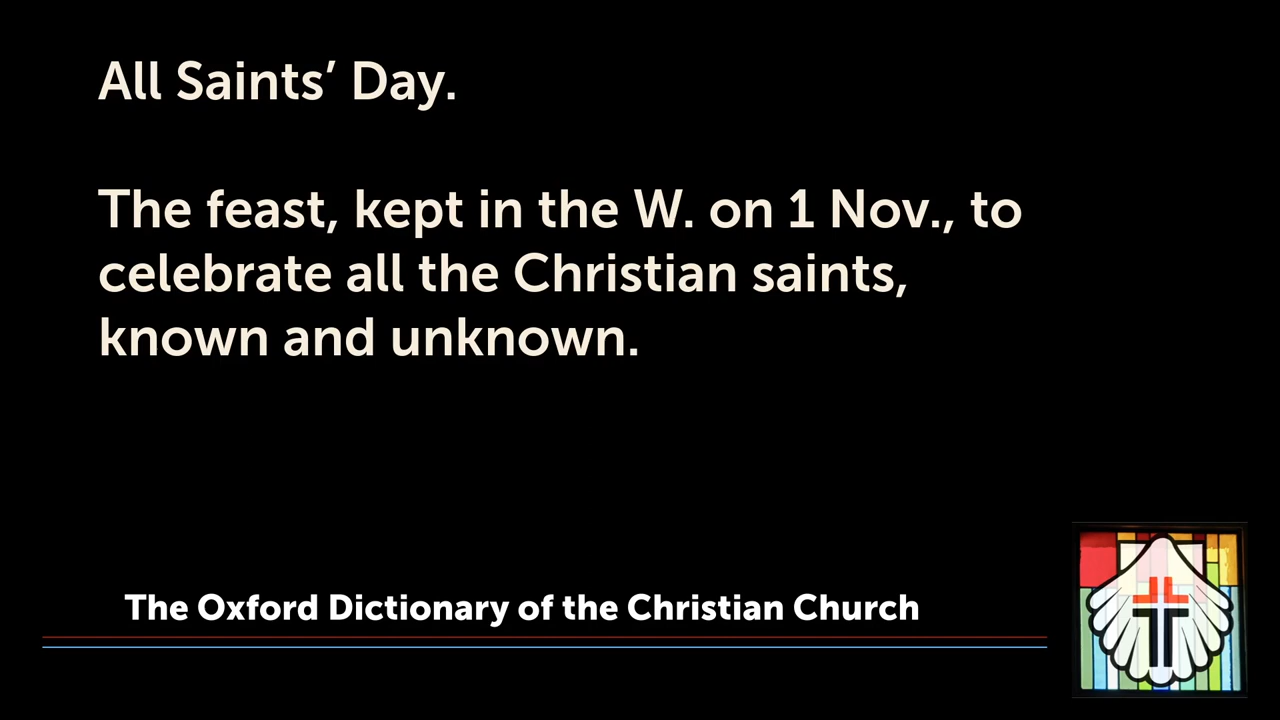 All Saints’ Day.
The feast, kept in the W. on 1 Nov., to
celebrate all the Christian saints,
known and unknown.
The Oxford Dictionary of the Christian Church